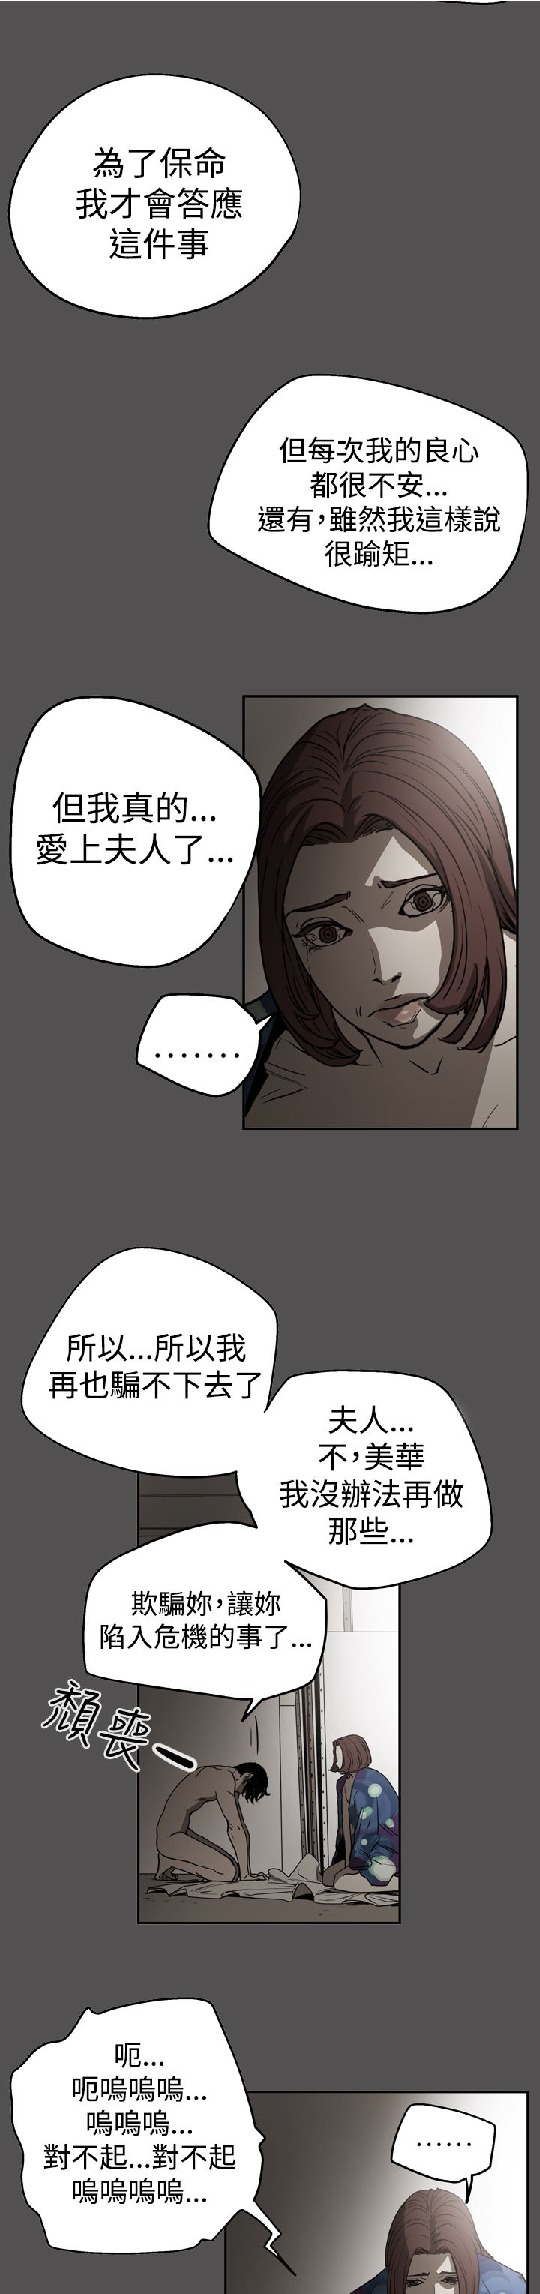 為了保命
我才會答應
這件事
但每次我的良心
都很不安...
還有，雖然我這樣說
很踰矩...
但我真的...
愛上夫人了...
.......
所以...所以我
再也騙不下去了
夫人...
不，美華
我沒辦法再做
那些...
欺騙妳，讓妳
陷入危機的事了...
頹喪
呃...
呃嗚嗚嗚...
嗚嗚嗚...
對不起...對不起
嗚嗚嗚嗚...
......